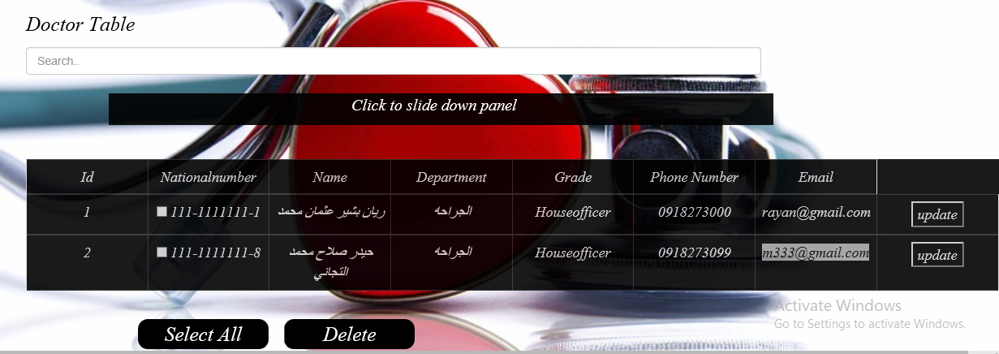 Doctor Table
Search..
Click to slide down panel
Id Nationalnumber Name Department Grade Phone Number Email
1 111-1111111-1 ريان بشير عثمان محمد الجراحه Houseofficer 0918273000 rayan@gmail.com update
2 111-1111111-8 حيدر صلاح محمد الجراحه Houseofficer 0918273099 m333@gmail.com update
التجاني
Activate Windows
Go to Settings to activate Windows.
Select All Delete